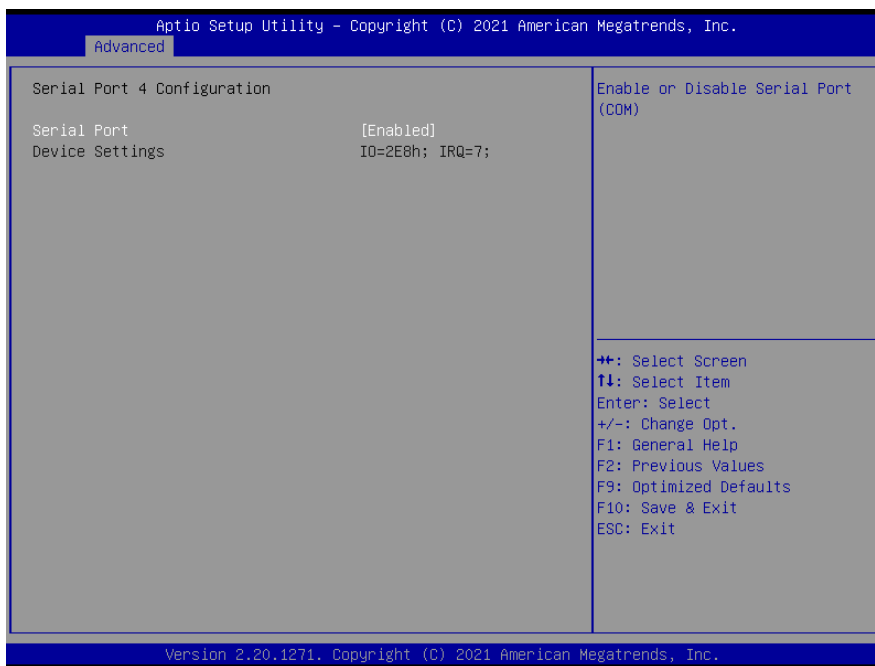 Aptio Setup Utility – Copyright (C) 2021 American Megatrends, Inc.
Advanced
Serial Port 4 Configuration
Serial Port [Enabled]
Device Settings IO=2E8h; IRQ=7;
Enable or Disable Serial Port
(COM)
→←: Select Screen
↑↓: Select Item
Enter: Select
+/-: Change Opt.
F1: General Help
F2: Previous Values
F9: Optimized Defaults
F10: Save & Exit
ESC: Exit
Version 2.20.1271. Copyright (C) 2021 American Megatrends, Inc.